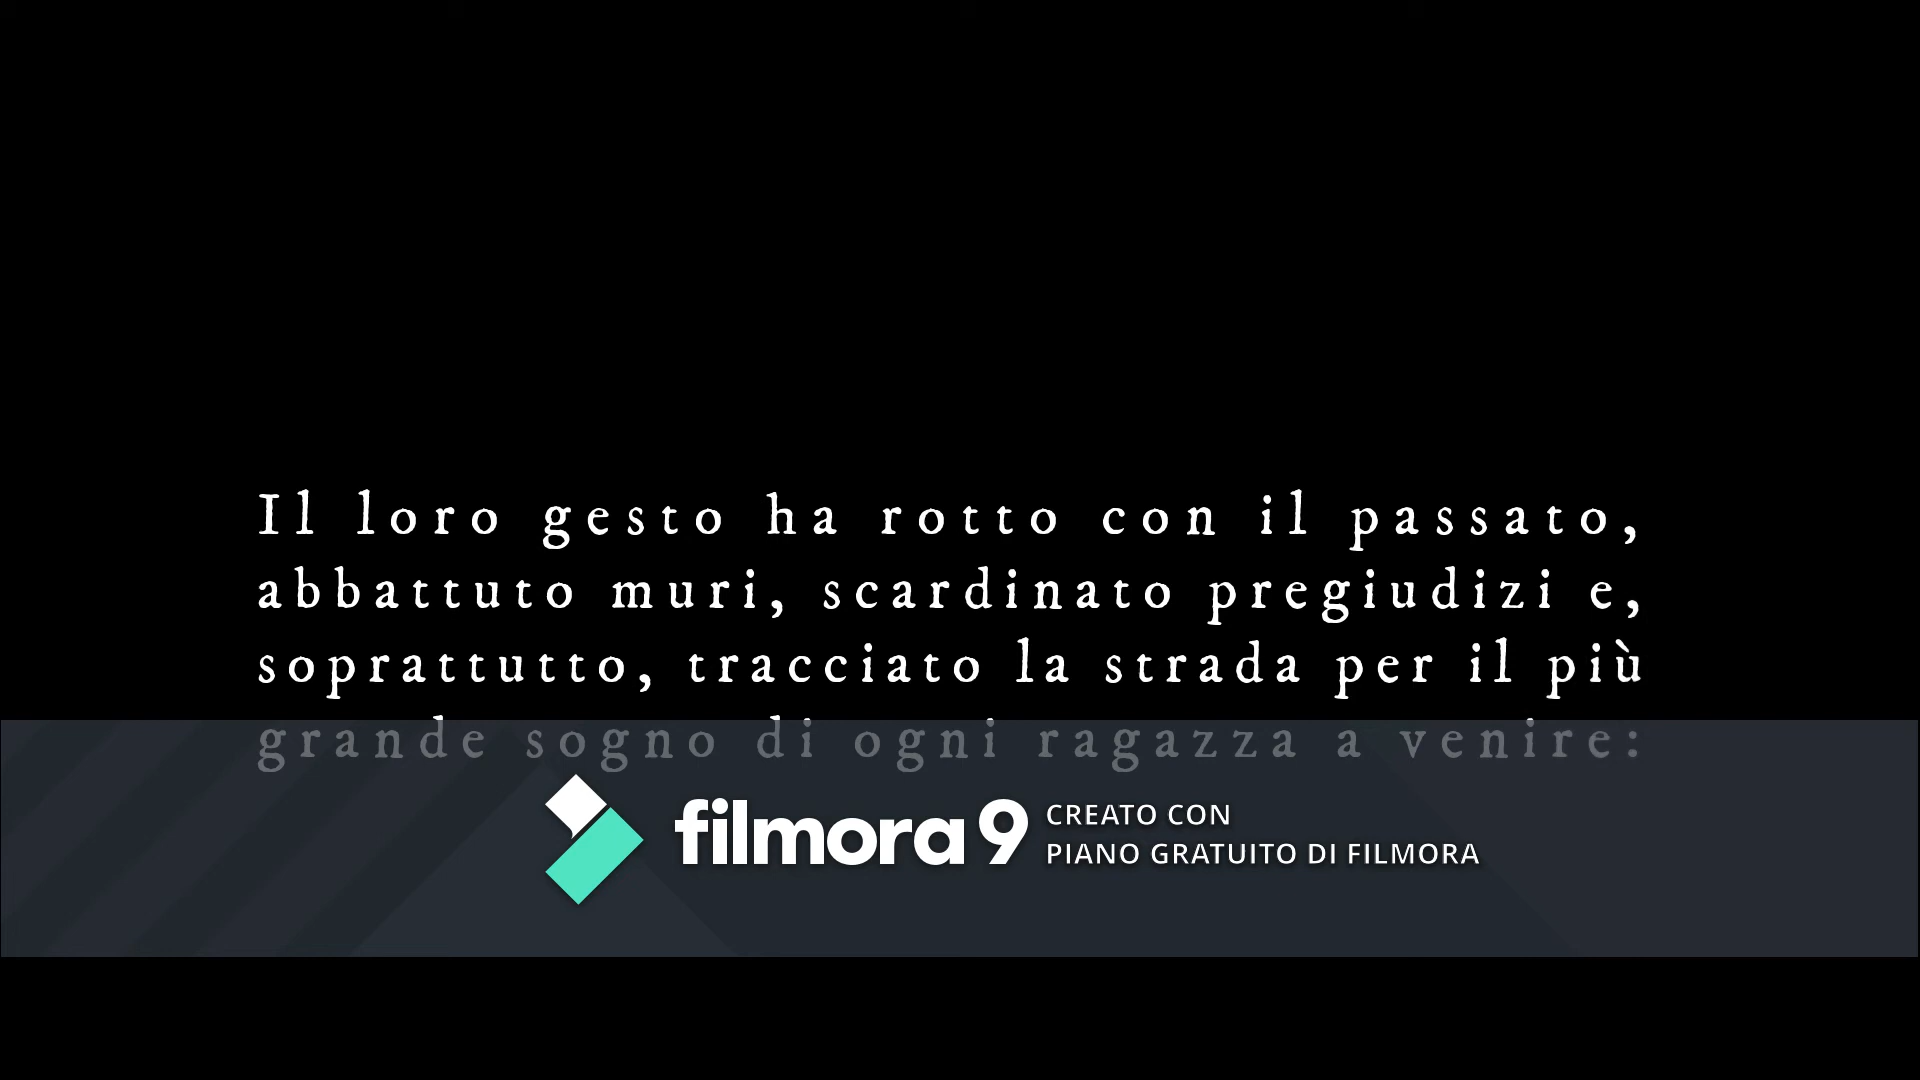 Il loro gesto ha rotto con il passato,
abbattuto muri, scardinato pregiudizi e,
soprattutto, tracciato la strada per il più
grande sogno di ogni ragazza a venire:
filmora 9
CREATO CON
PIANO GRATUITO DI FILMORA